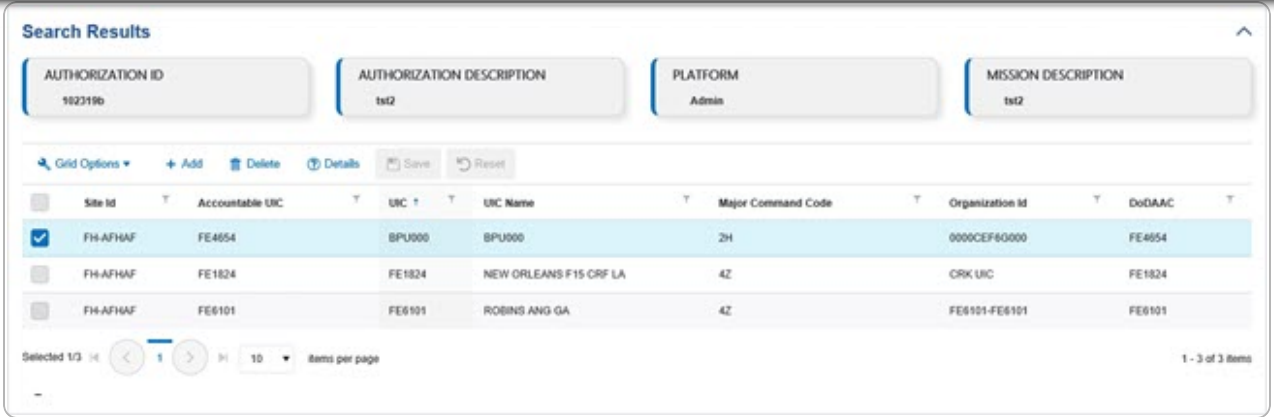 Search Results
AUTHORIZATION ID AUTHORIZATION DESCRIPTION PLATFORM MISSION DESCRIPTION
102319b tst2 Admin tst2
Grid Options + Add Delete Details Save Reset
Site Id Accountable UIC UIC ↑ UIC Name Major Command Code Organization Id DoDAAC
FH-AFHAF FE4654 BPU000 BPU000 2H 0000CEF6G000 FE4654
FH-AFHAF FE1824 FE1824 NEW ORLEANS F15 CRF LA 4Z CRK UIC FE1824
FH-AFHAF FE6101 FE6101 ROBINS ANG GA 4Z FE6101-FE6101 FE6101
Selected 1/3 1 10 items per page 1 - 3 of 3 items